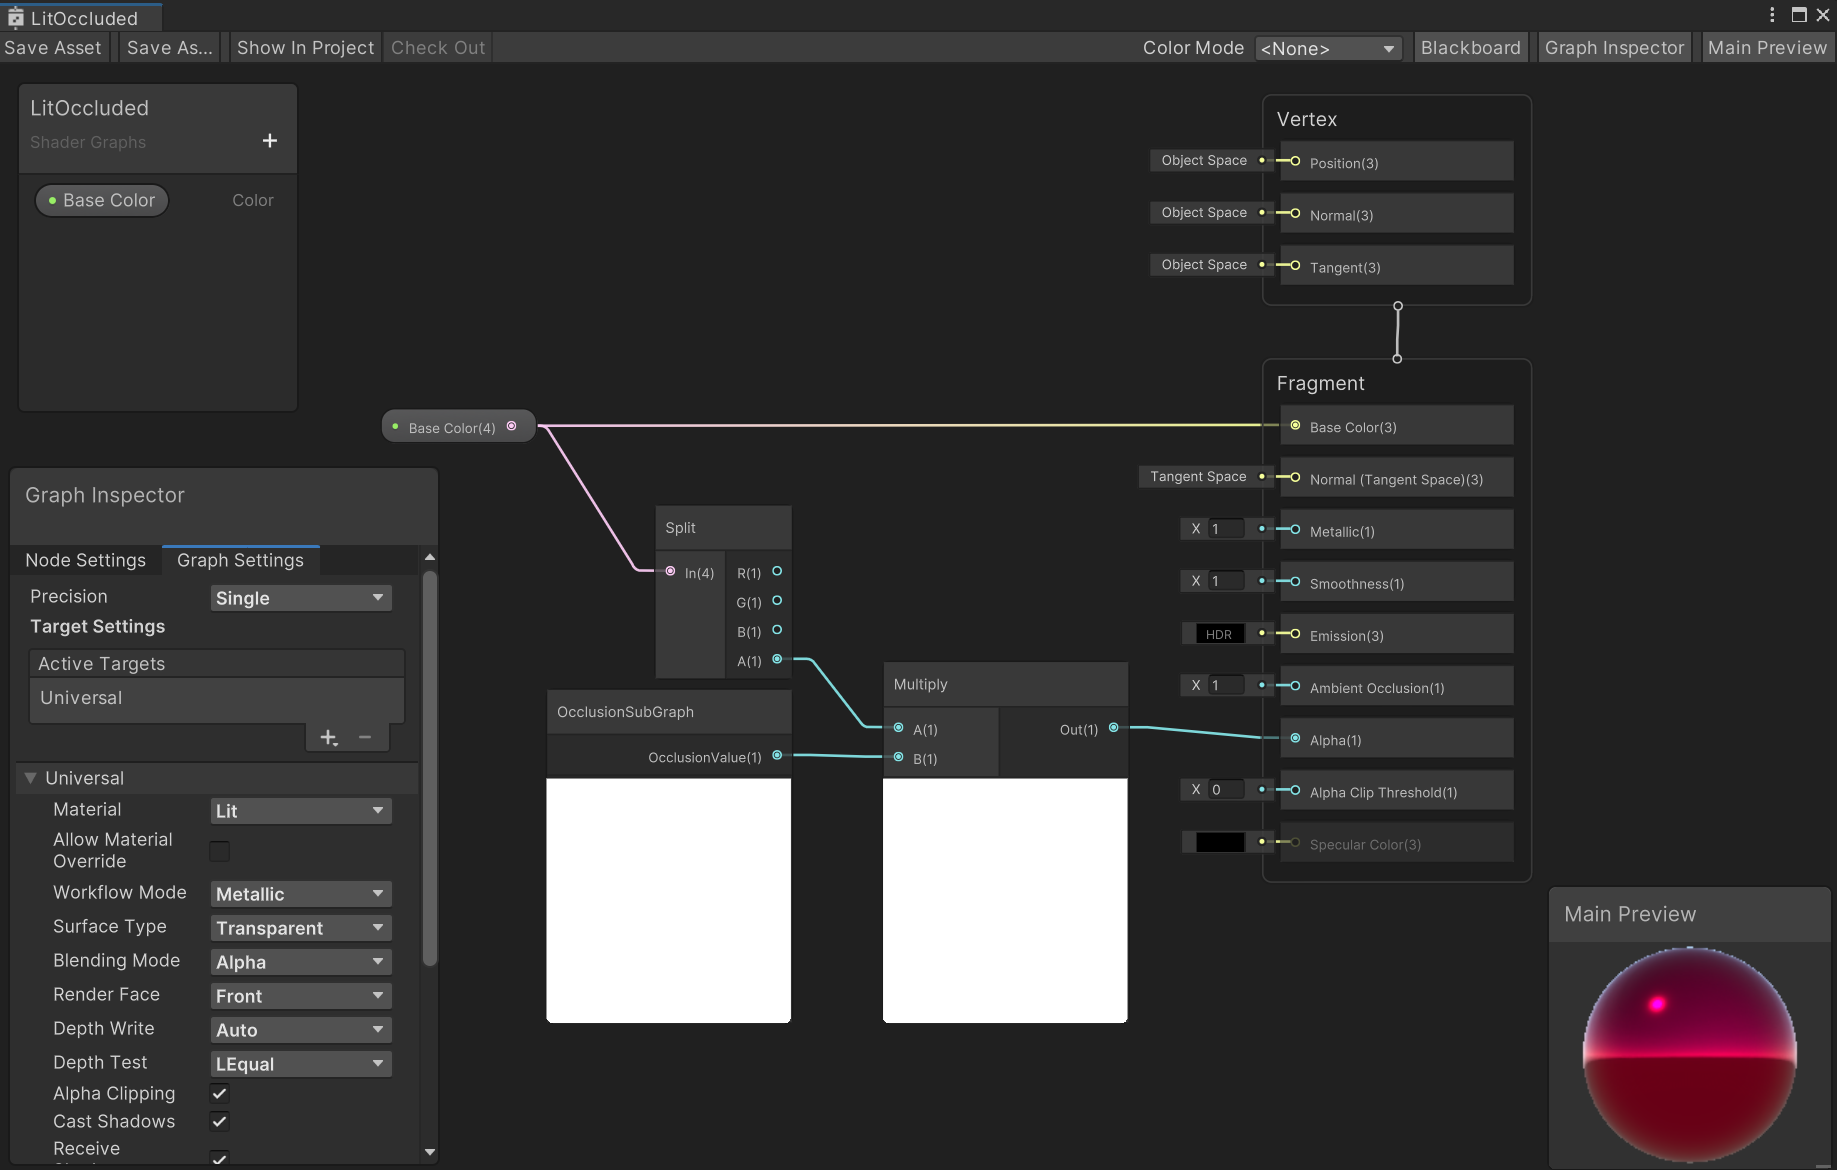 LitOccluded
Save Asset
Save As...
Show In Project
Check Out
Color Mode
<None>
Blackboard
Graph Inspector
Main Preview
LitOccluded
Shader Graphs
+
Base Color
Color
Vertex
Object Space
Position(3)
Object Space
Normal(3)
Object Space
Tangent(3)
Fragment
Base Color(4)
Base Color(3)
Tangent Space
Normal (Tangent Space)(3)
X 1
Metallic(1)
X 1
Smoothness(1)
HDR
Emission(3)
X 1
Ambient Occlusion(1)
Alpha(1)
X 0
Alpha Clip Threshold(1)
Specular Color(3)
Split
In(4)
R(1)
G(1)
B(1)
A(1)
OcclusionSubGraph
OcclusionValue(1)
Multiply
A(1)
B(1)
Out(1)
Graph Inspector
Node Settings
Graph Settings
Precision
Single
Target Settings
Active Targets
Universal
+ −
Universal
Material
Lit
Allow Material
Override
Workflow Mode
Metallic
Surface Type
Transparent
Blending Mode
Alpha
Render Face
Front
Depth Write
Auto
Depth Test
LEqual
Alpha Clipping
Cast Shadows
Receive
Main Preview